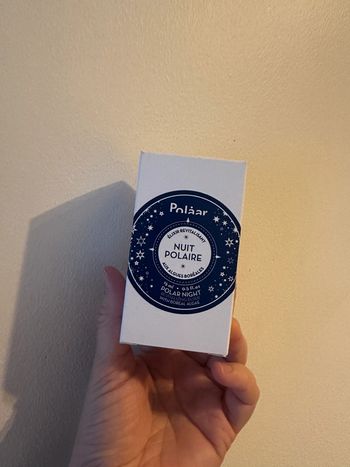 Polåar
ÉLIXIR REVITALISANT
NUIT
POLAIRE
AUX ALGUES BORÉALES
POLAR NIGHT
WITH BOREAL ALGAE